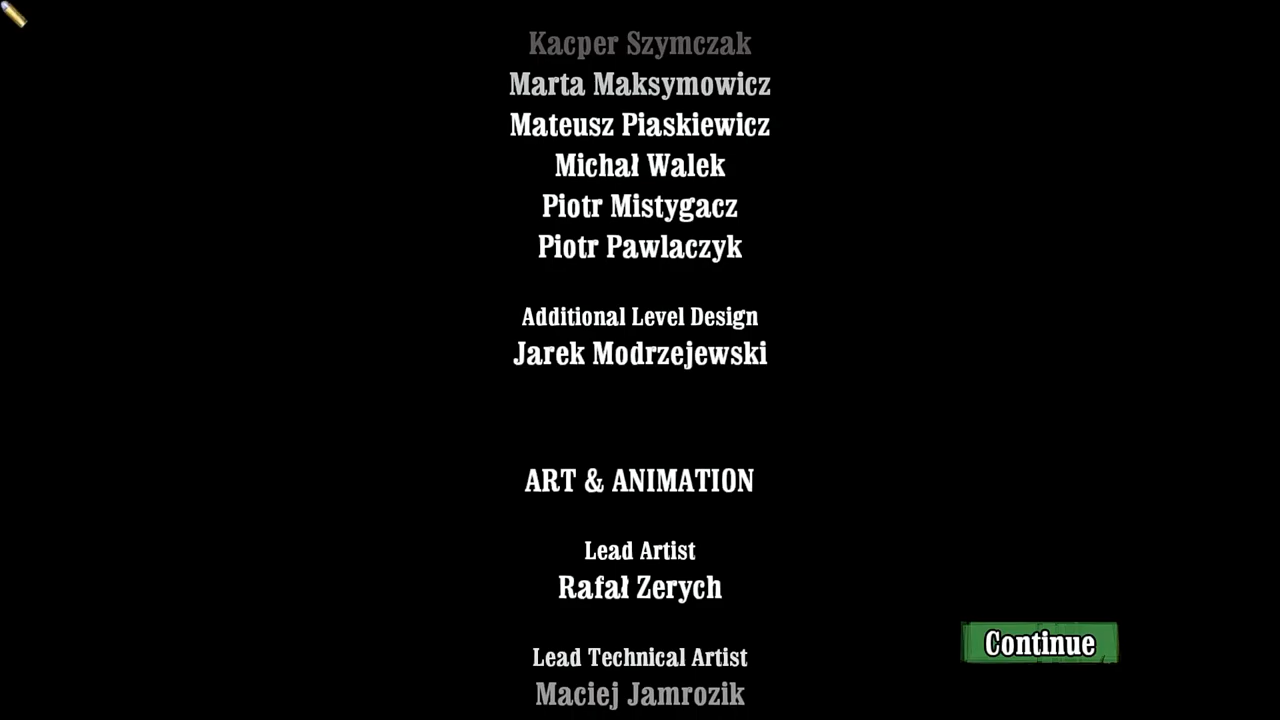 Kacper Szymczak
Marta Maksymowicz
Mateusz Piaskiewicz
Michał Walek
Piotr Mistygacz
Piotr Pawlaczyk
Additional Level Design
Jarek Modrzejewski
ART & ANIMATION
Lead Artist
Rafał Zerych
Continue
Lead Technical Artist
Maciej Jamrozik